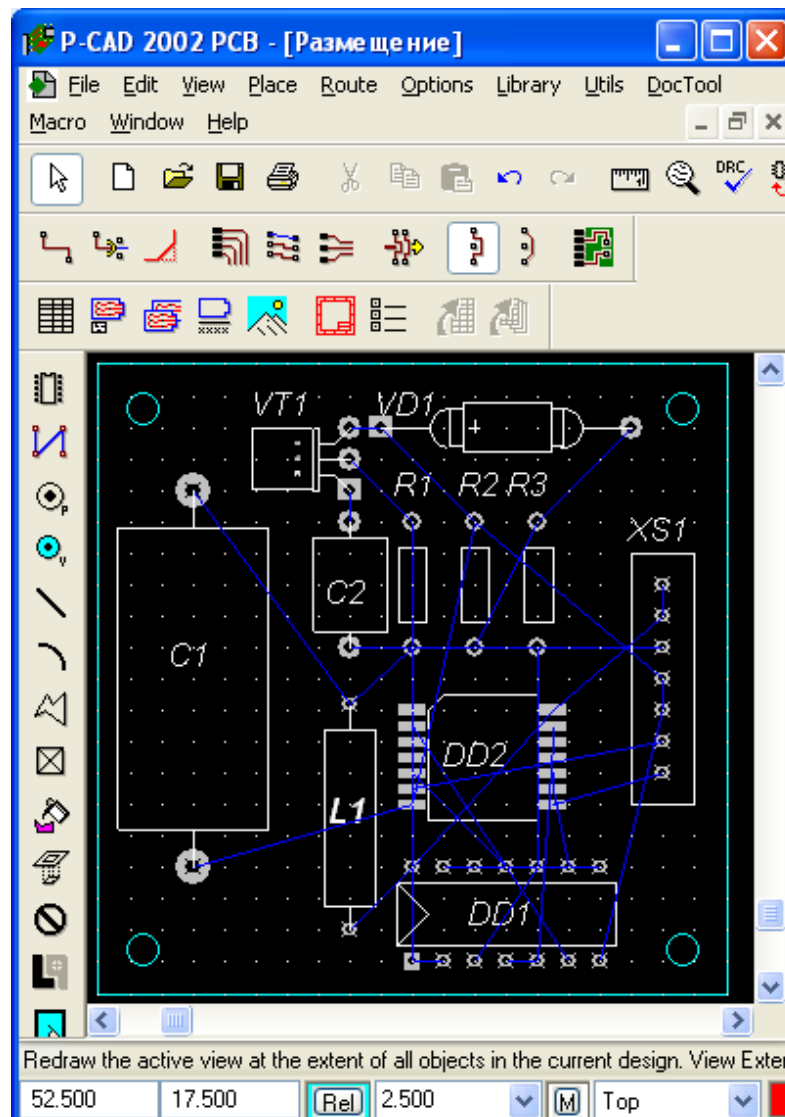 P-CAD 2002 PCB - [Размещение]
File Edit View Place Route Options Library Utils DocTool
Macro Window Help
DRC
VT1 VD1
R1 R2 R3
XS1
C2
C1
DD2
L1
DD1
Redraw the active view at the extent of all objects in the current design. View
52.500 17.500 Rel 2.500 M Top